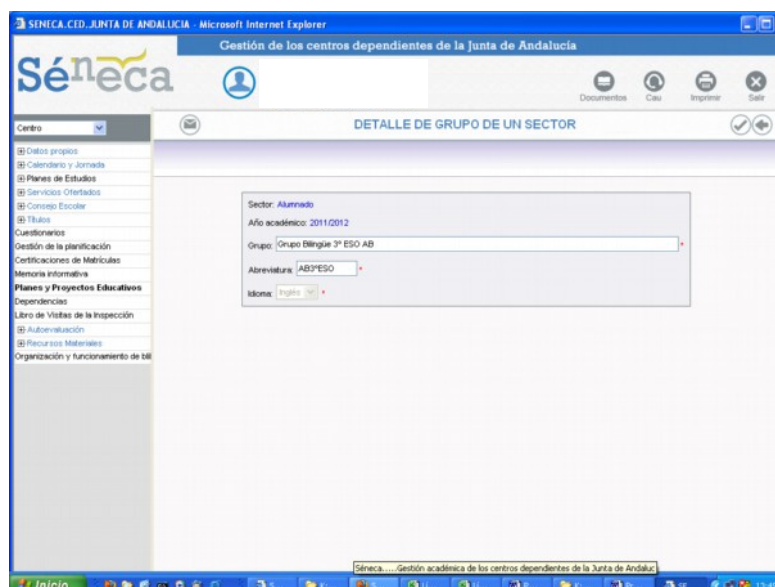 SENECA.CED..JUNTA DE ANDALUCIA - Microsoft Internet Explorer
Gestión de los centros dependientes de la Junta de Andalucía
Séneca
Documentos
Cau
Imprimir
Salir
Centro
DETALLE DE GRUPO DE UN SECTOR
Datos propios
Calendario y Jornada
Planes de Estudios
Servicios Ofertados
Consejo Escolar
Títulos
Cuestionarios
Gestión de la planificación
Certificaciones de Matrículas
Memoria informativa
Planes y Proyectos Educativos
Dependencias
Libro de Visitas de la Inspección
Autoevaluación
Recursos Materiales
Organización y funcionamiento de bib
Sector: Alumnado
Año académico: 2011/2012
Grupo: Grupo Bilingüe 3º ESO AB *
Abreviatura: AB3ºESO *
Idioma: Inglés *
Séneca.....Gestión académica de los centros dependientes de la Junta de Andaluc
Inicio